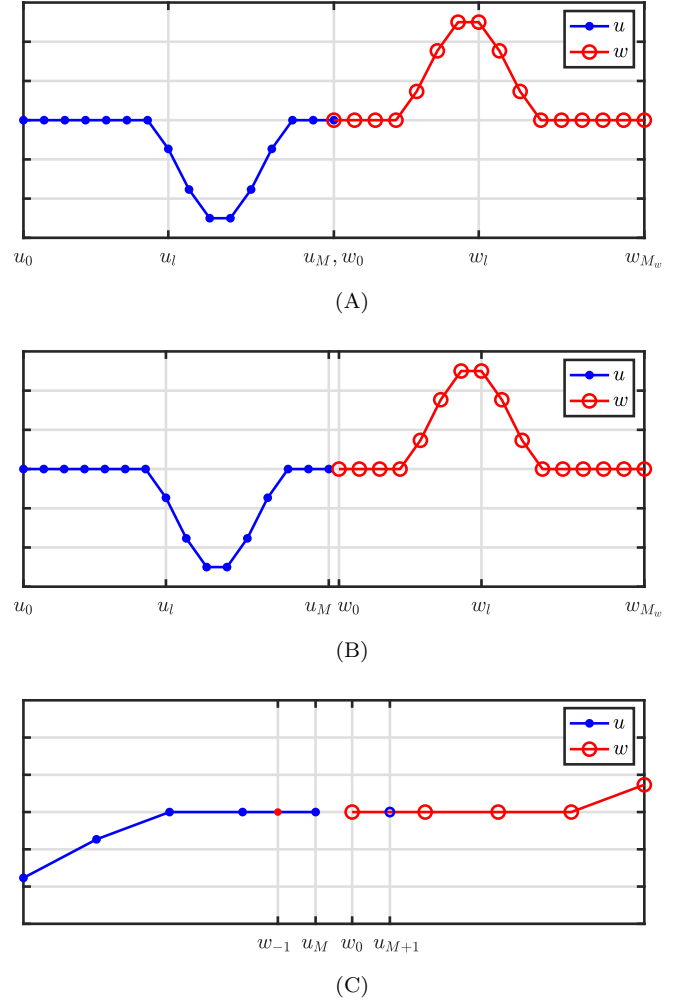 u
w
u_0 u_l u_M, w_0 w_l w_{M_w}
(A)
u
w
u_0 u_l u_M w_0 w_l w_{M_w}
(B)
u
w
w_{-1} u_M w_0 u_{M+1}
(C)